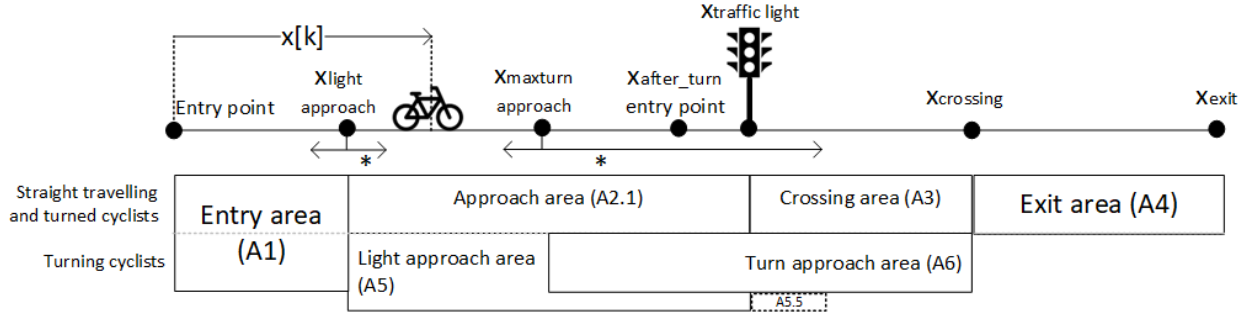 Xtraffic light
x[k]
Xlight
approach
Xmaxturn
approach
Xafter_turn
entry point
Entry point
Xcrossing
Xexit
*
*
Straight travelling
and turned cyclists
Entry area
(A1)
Approach area (A2.1)
Crossing area (A3)
Exit area (A4)
Turning cyclists
Light approach area
(A5)
Turn approach area (A6)
A5.5